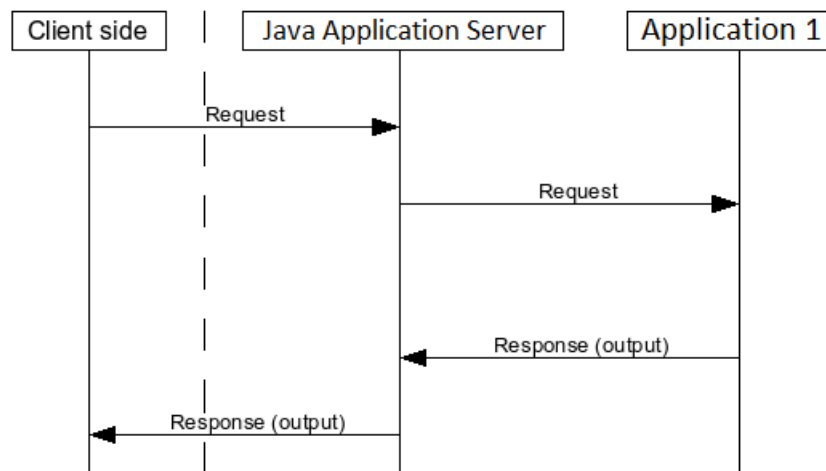 Client side
Java Application Server
Application 1
Request
Request
Response (output)
Response (output)